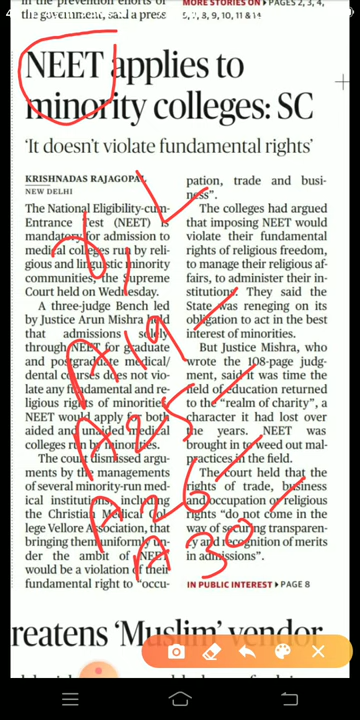 in the prevention efforts of
the government, said a press
MORE STORIES ON ▸ PAGES 2, 3, 4,
5, 7, 8, 9, 10, 11 & 14
NEET applies to
minority colleges: SC
‘It doesn’t violate fundamental rights’
KRISHNADAS RAJAGOPAL
NEW DELHI
The National Eligibility-cum-
Entrance Test (NEET) is
mandatory for admission to
medical colleges run by reli-
gious and linguistic minority
communities, the Supreme
Court held on Wednesday.
A three-judge Bench led
by Justice Arun Mishra held
that admissions solely
through NEET for graduate
and postgraduate medical/
dental courses does not vio-
late any fundamental and re-
ligious rights of minorities.
NEET would apply for both
aided and unaided medical
colleges run by minorities.
The court dismissed argu-
ments by the managements
of several minority-run med-
ical institutions, including
the Christian Medical Col-
lege Vellore Association, that
bringing them uniformly un-
der the ambit of NEET
would be a violation of their
fundamental right to “occu-
pation, trade and busi-
ness”.
The colleges had argued
that imposing NEET would
violate their fundamental
rights of religious freedom,
to manage their religious af-
fairs, to administer their in-
stitutions. They said the
State was reneging on its
obligation to act in the best
interest of minorities.
But Justice Mishra, who
wrote the 108-page judg-
ment, said it was time the
field of education returned
to the “realm of charity”, a
character it had lost over
the years. NEET was
brought in to weed out mal-
practices in the field.
The court held that the
rights of trade, business
and occupation or religious
rights “do not come in the
way of securing transparen-
cy and recognition of merits
in admissions”.
IN PUBLIC INTEREST ▸ PAGE 8
A 19
A 25
A 26
A 30
reatens ‘Muslim’ vendor